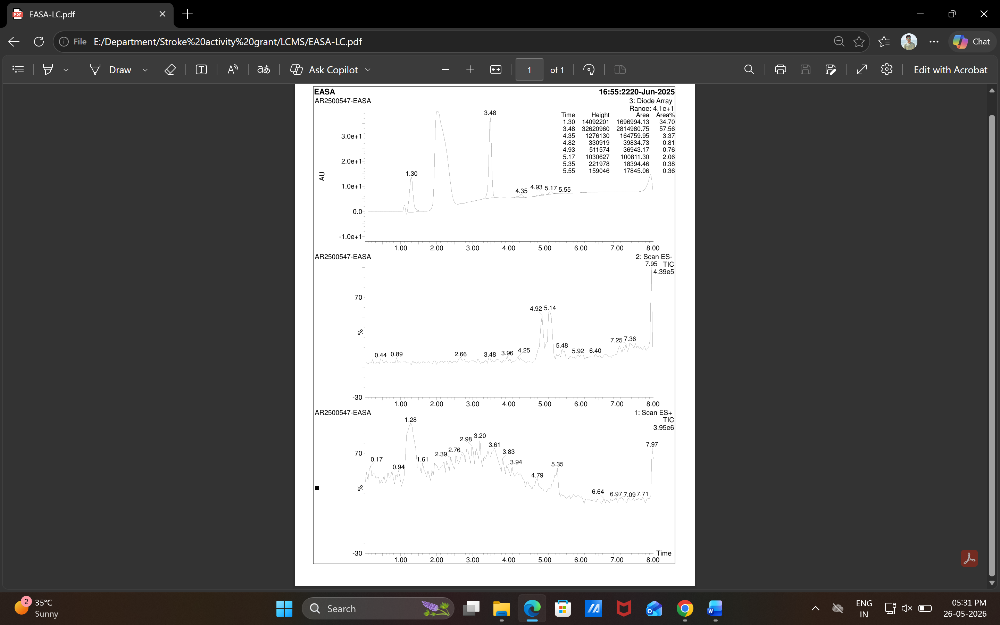 EASA-LC.pdf
File E:/Department/Stroke%20activity%20grant/LCMS/EASA-LC.pdf
Chat
Draw
aあ
Ask Copilot
1 of 1
Edit with Acrobat
EASA 16:55:2220-Jun-2025
AR2500547-EASA 3: Diode Array
Range: 4.1e+1
Time Height Area Area%
1.30 14092201 1696994.13 34.70
3.48 32620960 2814980.75 57.56
4.35 1276130 164759.95 3.37
4.82 330919 39834.73 0.81
4.93 511574 36943.17 0.76
5.17 1030627 100811.30 2.06
5.35 221978 18394.46 0.38
5.55 159046 17845.06 0.36
3.48
3.0e+1
2.0e+1
1.30
AU
1.0e+1
4.35 4.93 5.17 5.55
0.0
-1.0e+1
1.00 2.00 3.00 4.00 5.00 6.00 7.00 8.00
AR2500547-EASA 2: Scan ES-
7.95 TIC
4.39e5
70
4.92 5.14
%
0.44 0.89 2.66 3.48 3.96 4.25 5.48 5.92 6.40 7.25 7.36
-30
1.00 2.00 3.00 4.00 5.00 6.00 7.00 8.00
AR2500547-EASA 1: Scan ES+
TIC
3.95e6
1.28
2.98 3.20
3.61
7.97
70
0.17 0.94 1.61 2.39 2.76 3.83 3.94
4.79 5.35
%
6.64 6.97 7.09 7.71
-30 Time
1.00 2.00 3.00 4.00 5.00 6.00 7.00 8.00
2
35°C
Sunny
Search
ENG
IN
05:31 PM
26-05-2026